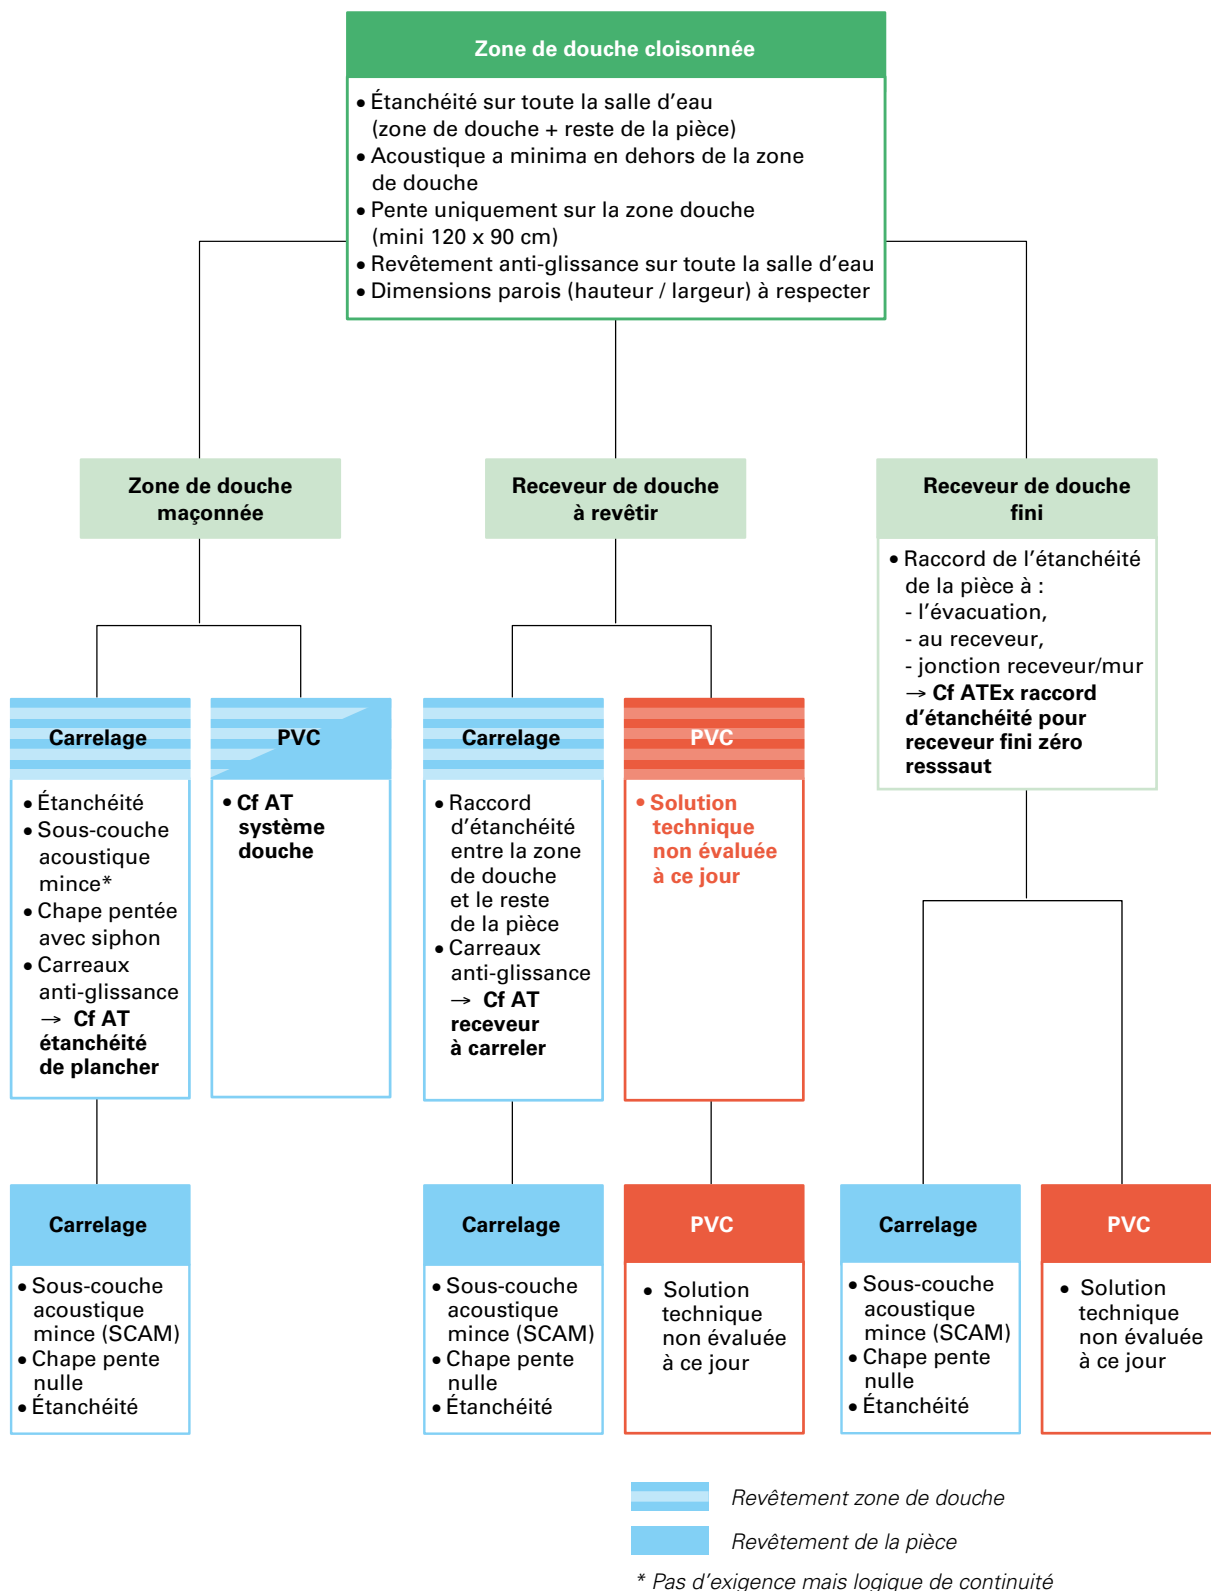 Zone de douche cloisonnée
• Étanchéité sur toute la salle d'eau
(zone de douche + reste de la pièce)
• Acoustique a minima en dehors de la zone
de douche
• Pente uniquement sur la zone douche
(mini 120 x 90 cm)
• Revêtement anti-glissance sur toute la salle d'eau
• Dimensions parois (hauteur / largeur) à respecter
Zone de douche
maçonnée
Receveur de douche
à revêtir
Receveur de douche
fini
• Raccord de l'étanchéité
de la pièce à :
- l'évacuation,
- au receveur,
- jonction receveur/mur
→ Cf ATEx raccord
d'étanchéité pour
receveur fini zéro
resssaut
Carrelage
• Étanchéité
• Sous-couche
acoustique
mince*
• Chape pentée
avec siphon
• Carreaux
anti-glissance
→ Cf AT
étanchéité
de plancher
PVC
• Cf AT
système
douche
Carrelage
• Raccord
d'étanchéité
entre la zone
de douche
et le reste
de la pièce
• Carreaux
anti-glissance
→ Cf AT
receveur
à carreler
PVC
• Solution
technique
non évaluée
à ce jour
Carrelage
• Sous-couche
acoustique
mince (SCAM)
• Chape pente
nulle
• Étanchéité
Carrelage
• Sous-couche
acoustique
mince (SCAM)
• Chape pente
nulle
• Étanchéité
PVC
• Solution
technique
non évaluée
à ce jour
Carrelage
• Sous-couche
acoustique
mince (SCAM)
• Chape pente
nulle
• Étanchéité
PVC
• Solution
technique
non évaluée
à ce jour
Revêtement zone de douche
Revêtement de la pièce
* Pas d'exigence mais logique de continuité